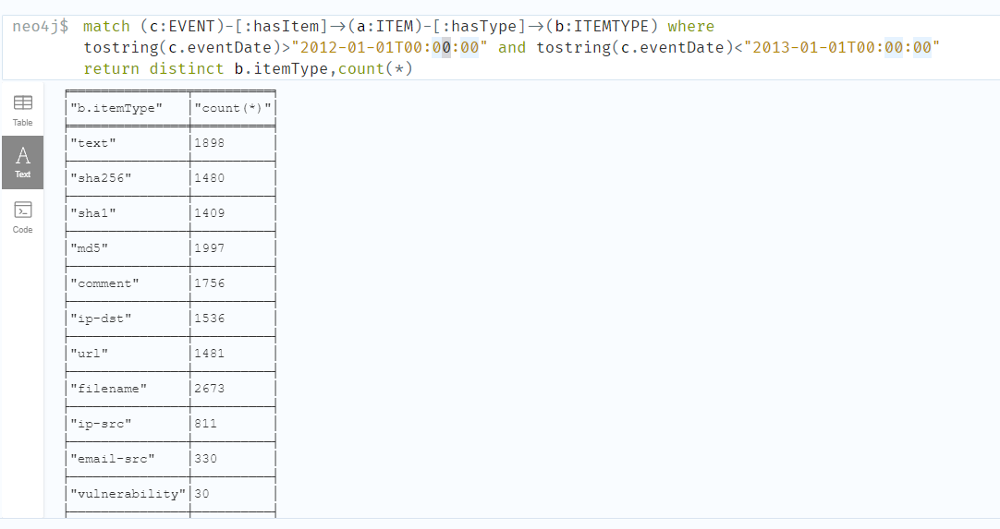 neo4j$ match (c:EVENT)-[:hasItem]→(a:ITEM)-[:hasType]→(b:ITEMTYPE) where
tostring(c.eventDate)>"2012-01-01T00:00:00" and tostring(c.eventDate)<"2013-01-01T00:00:00"
return distinct b.itemType,count(*)
Table
A
Text
Code
"b.itemType" "count(*)"
"text" 1898
"sha256" 1480
"sha1" 1409
"md5" 1997
"comment" 1756
"ip-dst" 1536
"url" 1481
"filename" 2673
"ip-src" 811
"email-src" 330
"vulnerability" 30